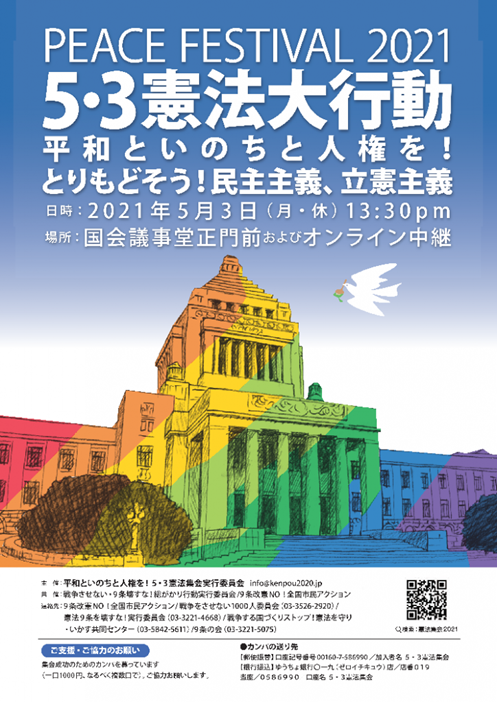 PEACE FESTIVAL 2021
5・3憲法大行動
平和といのちと人権を！
とりもどそう！民主主義、立憲主義
日時：2021年5月3日（月・休）13:30pm
場所：国会議事堂正門前およびオンライン中継
主　催：平和といのちと人権を！５・３憲法集会実行委員会　info@kenpou2020.jp
共　催：戦争させない・9条壊すな！総がかり行動実行委員会/9条改憲NO！全国市民アクション
連絡先：9条改憲NO！全国市民アクション/戦争をさせない1000人委員会(03-3526-2920)/
憲法9条を壊すな！実行委員会(03-3221-4668)/戦争する国づくりストップ！憲法を守り
・いかす共同センター(03-5842-5611)/9条の会(03-3221-5075)
検索：憲法集会2021
ご支援・ご協力のお願い
集会成功のためのカンパを募っています
(一口1000円、なるべく複数口で)。ご協力お願いします。
●カンパの送り先
【郵便振替】口座記号番号00160-7-586990／加入者名 ５・３憲法集会
【銀行振込】ゆうちょ銀行〇一九（ゼロイチキュウ）店／店番019
当座／0586990　口座名 5・3憲法集会